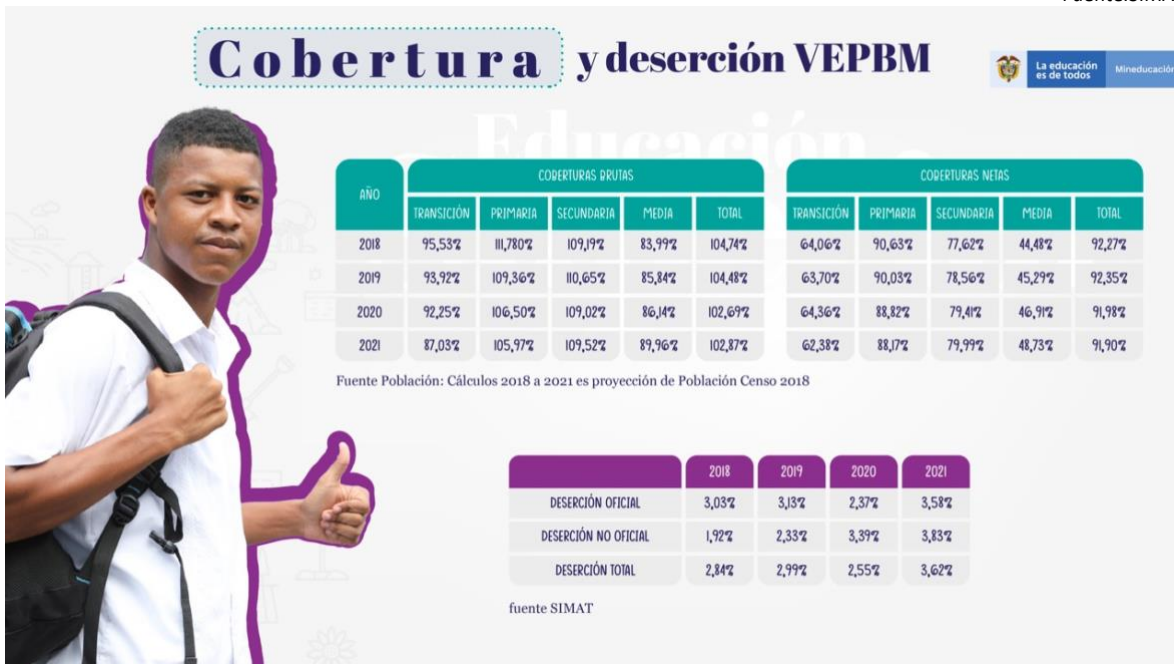 Cobertura y deserción VEPBM
La educación
es de todos
Mineducación
Educación
AÑO COBERTURAS BRUTAS COBERTURAS NETAS
TRANSICIÓN PRIMARIA SECUNDARIA MEDIA TOTAL TRANSICIÓN PRIMARIA SECUNDARIA MEDIA TOTAL
2018 95,53% 111,780% 109,19% 83,99% 104,74% 64,06% 90,63% 77,62% 44,48% 92,27%
2019 93,92% 109,36% 110,65% 85,84% 104,48% 63,70% 90,03% 78,56% 45,29% 92,35%
2020 92,25% 106,50% 109,02% 86,14% 102,69% 64,36% 88,82% 79,41% 46,91% 91,98%
2021 87,03% 105,97% 109,52% 89,96% 102,87% 62,38% 88,17% 79,99% 48,73% 91,90%
Fuente Población: Cálculos 2018 a 2021 es proyección de Población Censo 2018
2018 2019 2020 2021
DESERCIÓN OFICIAL 3,03% 3,13% 2,37% 3,58%
DESERCIÓN NO OFICIAL 1,92% 2,33% 3,39% 3,83%
DESERCIÓN TOTAL 2,84% 2,99% 2,55% 3,62%
fuente SIMAT